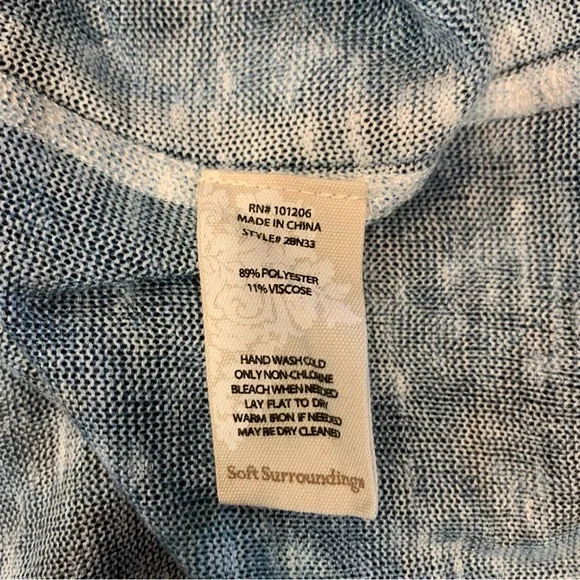 RN# 101206
MADE IN CHINA
STYLE# 2BN33
89% POLYESTER
11% VISCOSE
HAND WASH COLD
ONLY NON-CHLORINE
BLEACH WHEN NEEDED
LAY FLAT TO DRY
WARM IRON IF NEEDED
MAY BE DRY CLEANED
Soft Surroundings